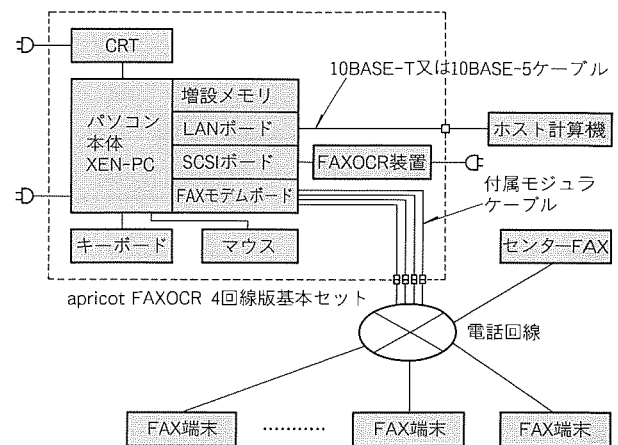 CRT
10BASE-T又は10BASE-5ケーブル
パソコン
本体
XEN-PC
増設メモリ
LANボード
SCSIボード
FAXモデムボード
FAXOCR装置
ホスト計算機
付属モジュラ
ケーブル
キーボード
マウス
センターFAX
apricot FAXOCR 4回線版基本セット
電話回線
FAX端末
FAX端末
FAX端末